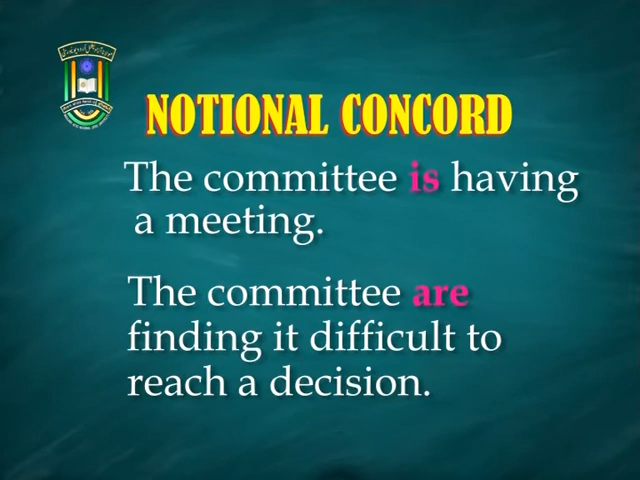 NOTIONAL CONCORD
The committee is having
a meeting.
The committee are
finding it difficult to
reach a decision.